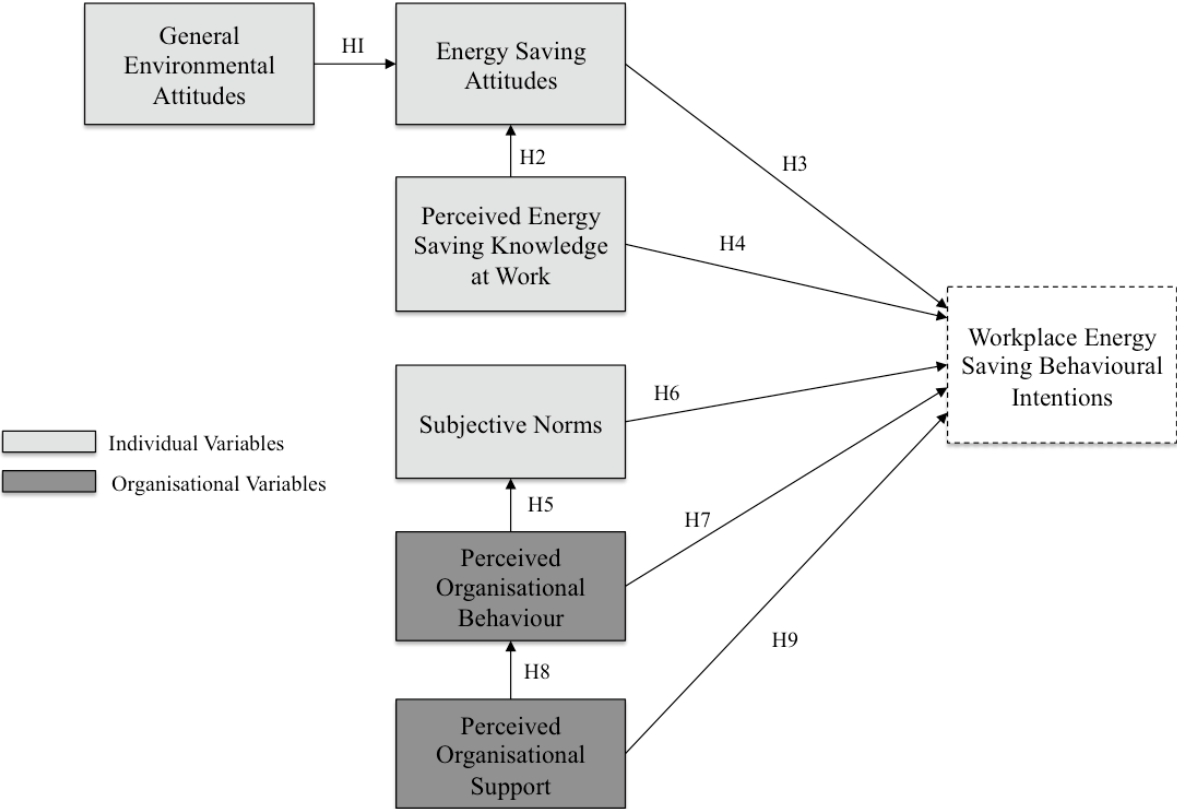 General
Environmental
Attitudes
HI
Energy Saving
Attitudes
H2
H3
Perceived Energy
Saving Knowledge
at Work
H4
Workplace Energy
Saving Behavioural
Intentions
Subjective Norms
H6
Individual Variables
Organisational Variables
H5
H7
Perceived
Organisational
Behaviour
H8
H9
Perceived
Organisational
Support